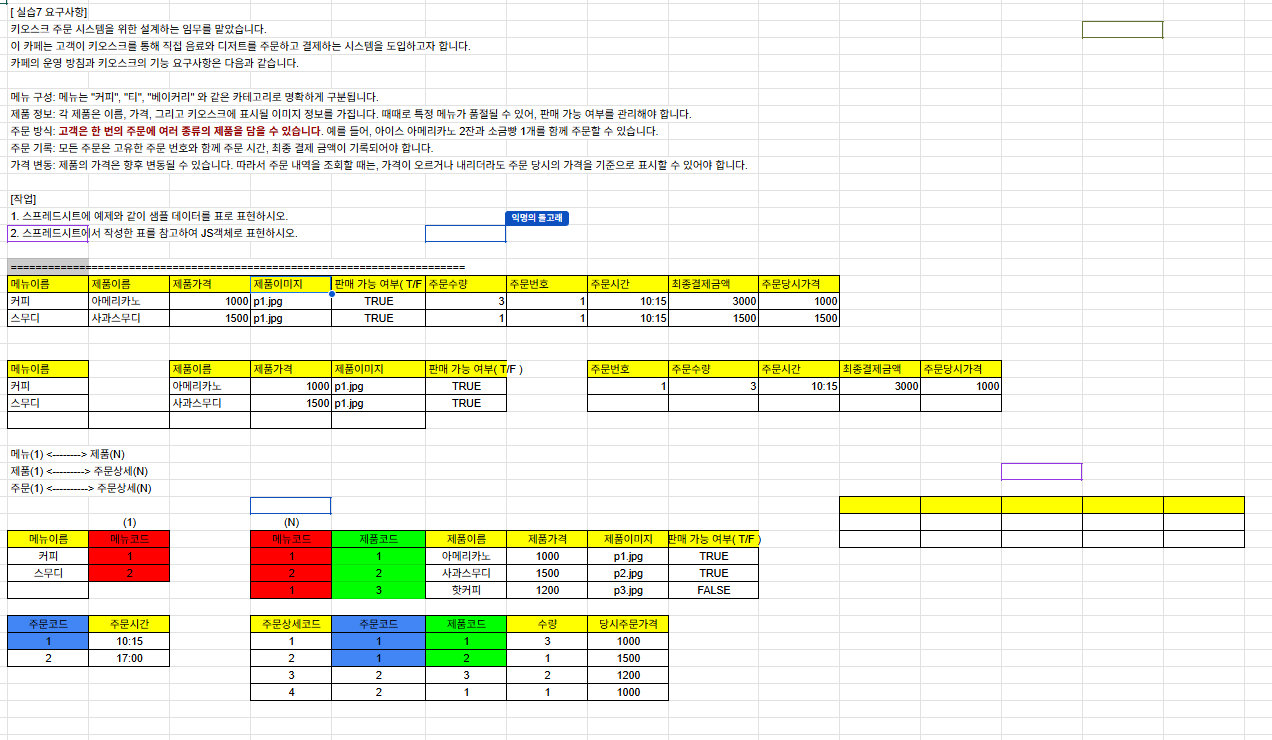 [ 실습7 요구사항]
키오스크 주문 시스템을 위한 설계하는 임무를 맡았습니다.
이 카페는 고객이 키오스크를 통해 직접 음료와 디저트를 주문하고 결제하는 시스템을 도입하고자 합니다.
카페의 운영 방침과 키오스크의 기능 요구사항은 다음과 같습니다.
메뉴 구성: 메뉴는 "커피", "티", "베이커리" 와 같은 카테고리로 명확하게 구분됩니다.
제품 정보: 각 제품은 이름, 가격, 그리고 키오스크에 표시될 이미지 정보를 가집니다. 때때로 특정 메뉴가 품절될 수 있어, 판매 가능 여부를 관리해야 합니다.
주문 방식: 고객은 한 번의 주문에 여러 종류의 제품을 담을 수 있습니다. 예를 들어, 아이스 아메리카노 2잔과 소금빵 1개를 함께 주문할 수 있습니다.
주문 기록: 모든 주문은 고유한 주문 번호와 함께 주문 시간, 최종 결제 금액이 기록되어야 합니다.
가격 변동: 제품의 가격은 향후 변동될 수 있습니다. 따라서 주문 내역을 조회할 때는, 가격이 오르거나 내리더라도 주문 당시의 가격을 기준으로 표시할 수 있어야 합니다.
[작업]
1. 스프레드시트에 예제와 같이 샘플 데이터를 표로 표현하시오.
익명의 돌고래
2. 스프레드시트에서 작성한 표를 참고하여 JS객체로 표현하시오.
=========================================================================
메뉴이름 제품이름 제품가격 제품이미지 판매 가능 여부( T/F 주문수량 주문번호 주문시간 최종결제금액 주문당시가격
커피 아메리카노 1000 p1.jpg TRUE 3 1 10:15 3000 1000
스무디 사과스무디 1500 p1.jpg TRUE 1 1 10:15 1500 1500
메뉴이름 제품이름 제품가격 제품이미지 판매 가능 여부( T/F ) 주문번호 주문수량 주문시간 최종결제금액 주문당시가격
커피 아메리카노 1000 p1.jpg TRUE 1 3 10:15 3000 1000
스무디 사과스무디 1500 p1.jpg TRUE
메뉴(1) <--------> 제품(N)
제품(1) <---------> 주문상세(N)
주문(1) <----------> 주문상세(N)
(1) (N)
메뉴이름 메뉴코드 메뉴코드 제품코드 제품이름 제품가격 제품이미지 판매 가능 여부( T/F )
커피 1 1 1 아메리카노 1000 p1.jpg TRUE
스무디 2 2 2 사과스무디 1500 p2.jpg TRUE
1 3 핫커피 1200 p3.jpg FALSE
주문코드 주문시간 주문상세코드 주문코드 제품코드 수량 당시주문가격
1 10:15 1 1 1 3 1000
2 17:00 2 1 2 1 1500
3 2 3 2 1200
4 2 1 1 1000